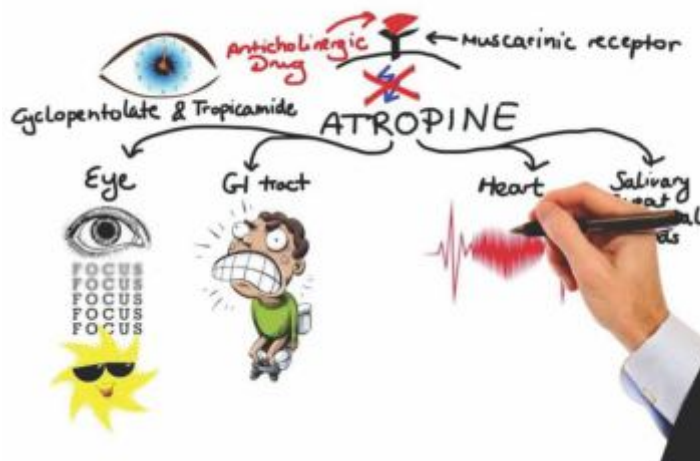 Anticholinergic
Drug
Muscarinic receptor
Cyclopentolate & Tropicamide
ATROPINE
Eye
GI tract
Heart
Salivary
FOCUS
FOCUS
FOCUS
FOCUS
FOCUS